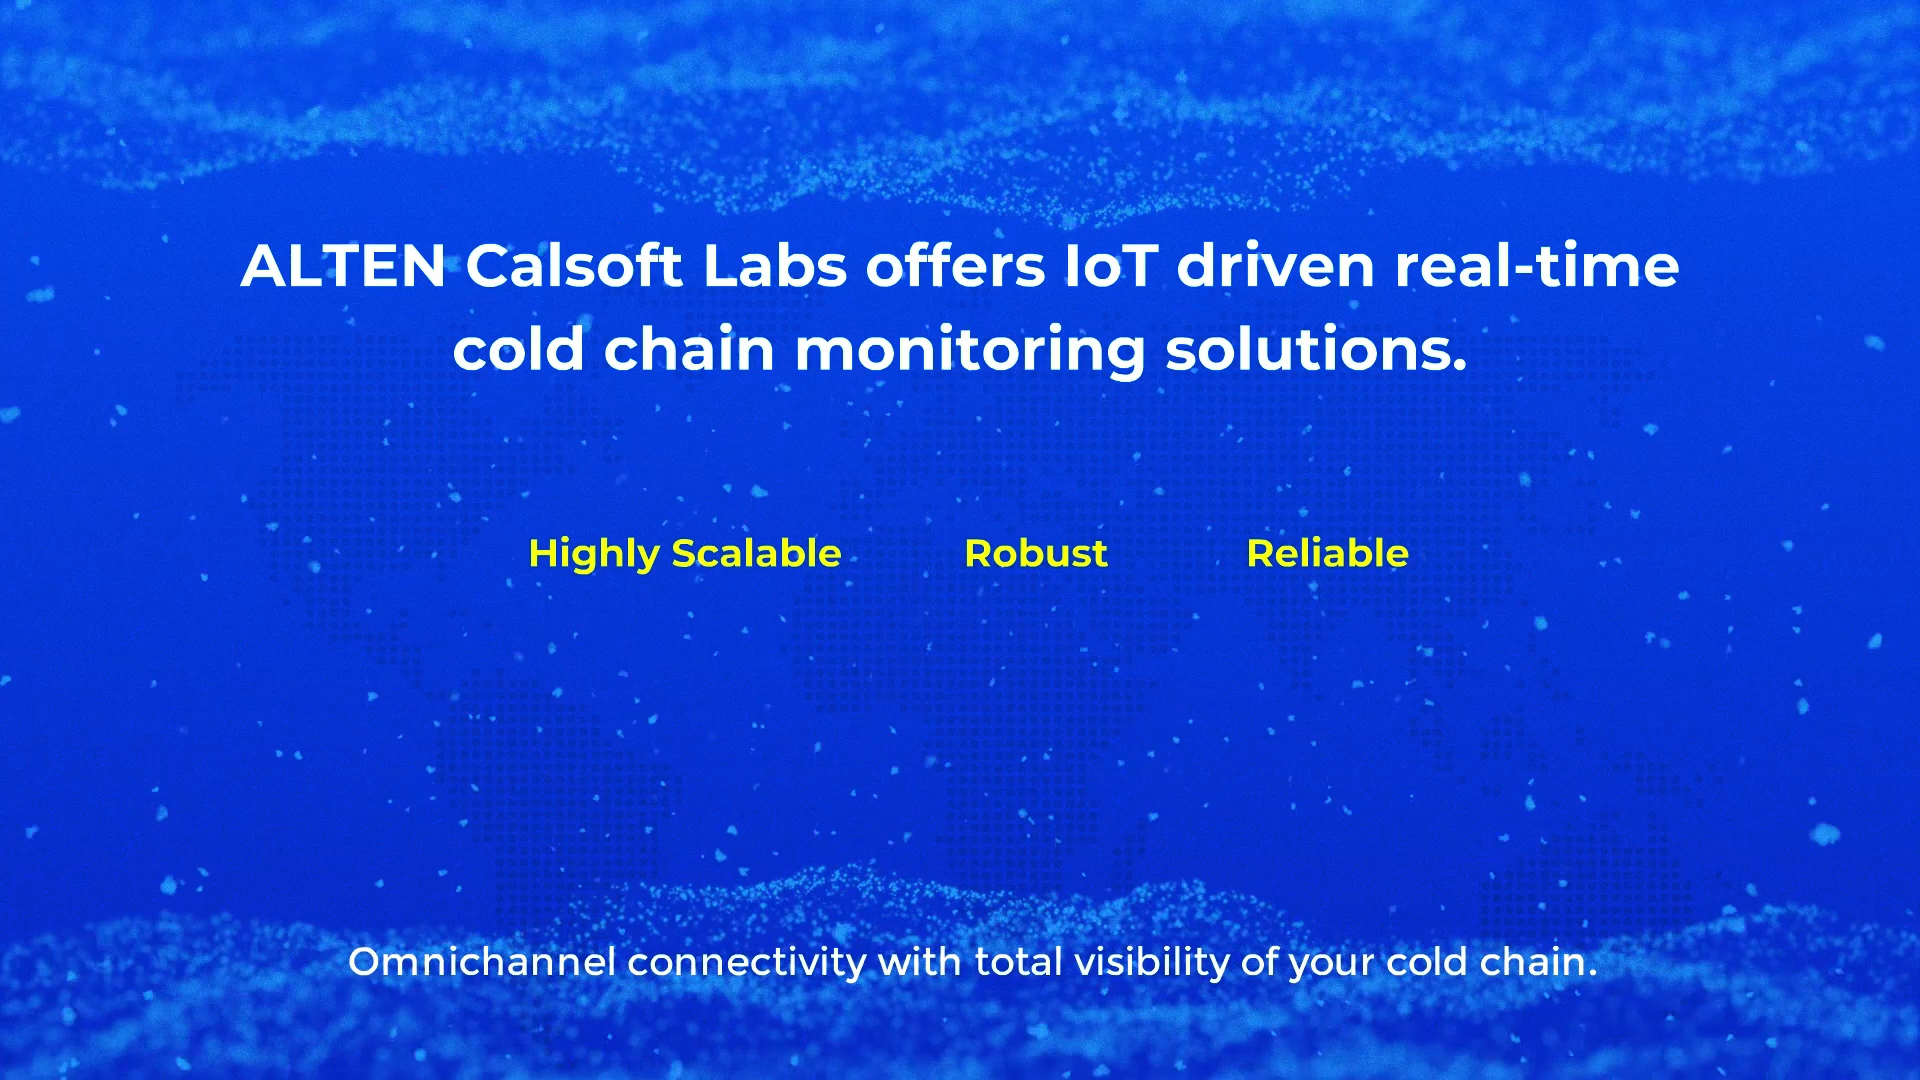 ALTEN Calsoft Labs offers IoT driven real-time
cold chain monitoring solutions.
Highly Scalable Robust Reliable
Omnichannel connectivity with total visibility of your cold chain.